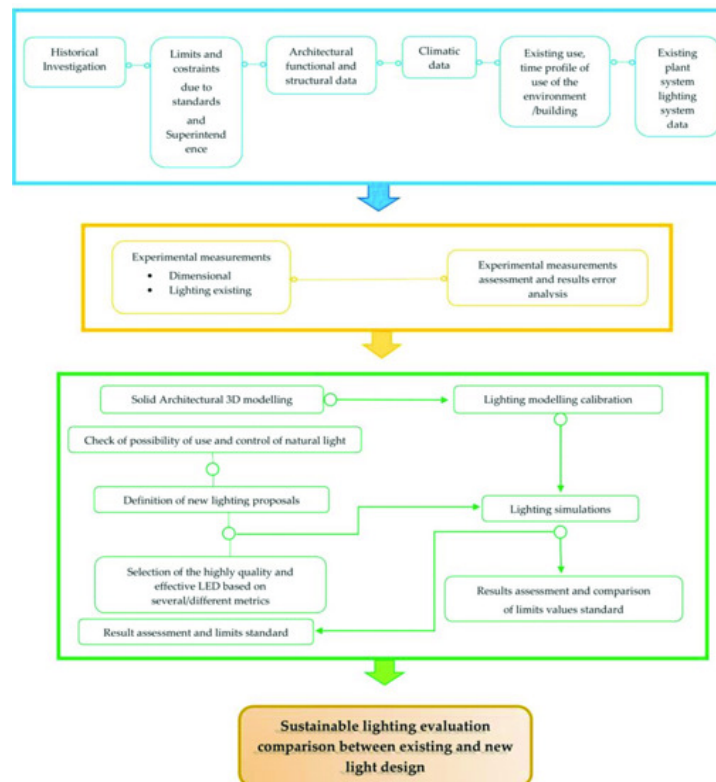 Historical
Investigation
Limits and
costraints
due to
standards
and
Superintend
ence
Architectural
functional and
structural data
Climatic
data
Existing use,
time profile of
use of the
environment
/building
Existing
plant
system
lighting
system
data
Experimental measurements
• Dimensional
• Lighting existing
Experimental measurements
assessment and results error
analysis
Solid Architectural 3D modelling
Lighting modelling calibration
Check of possibility of use and control of natural light
Definition of new lighting proposals
Lighting simulations
Selection of the highly quality and
effective LED based on
several/different metrics
Results assessment and comparison
of limits values standard
Result assessment and limits standard
Sustainable lighting evaluation
comparison between existing and new
light design